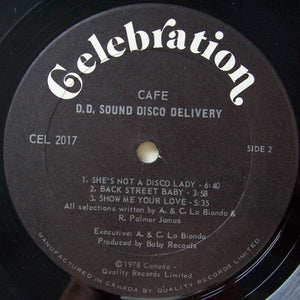 Celebration
CAFE
D.D. SOUND DISCO DELIVERY
CEL 2017
SIDE 2
1. SHE'S NOT A DISCO LADY - 6:40
2. BACK STREET BABY - 3:58
3. SHOW ME YOUR LOVE - 5:35
All selections written by A. & C. La Bionda &
R. Palmer James
Executive: A. & C. La Bionda
Produced by Baby Records
© 1978 Canada -
Quality Records Limited
MANUFACTURED IN CANADA BY QUALITY RECORDS LIMITED